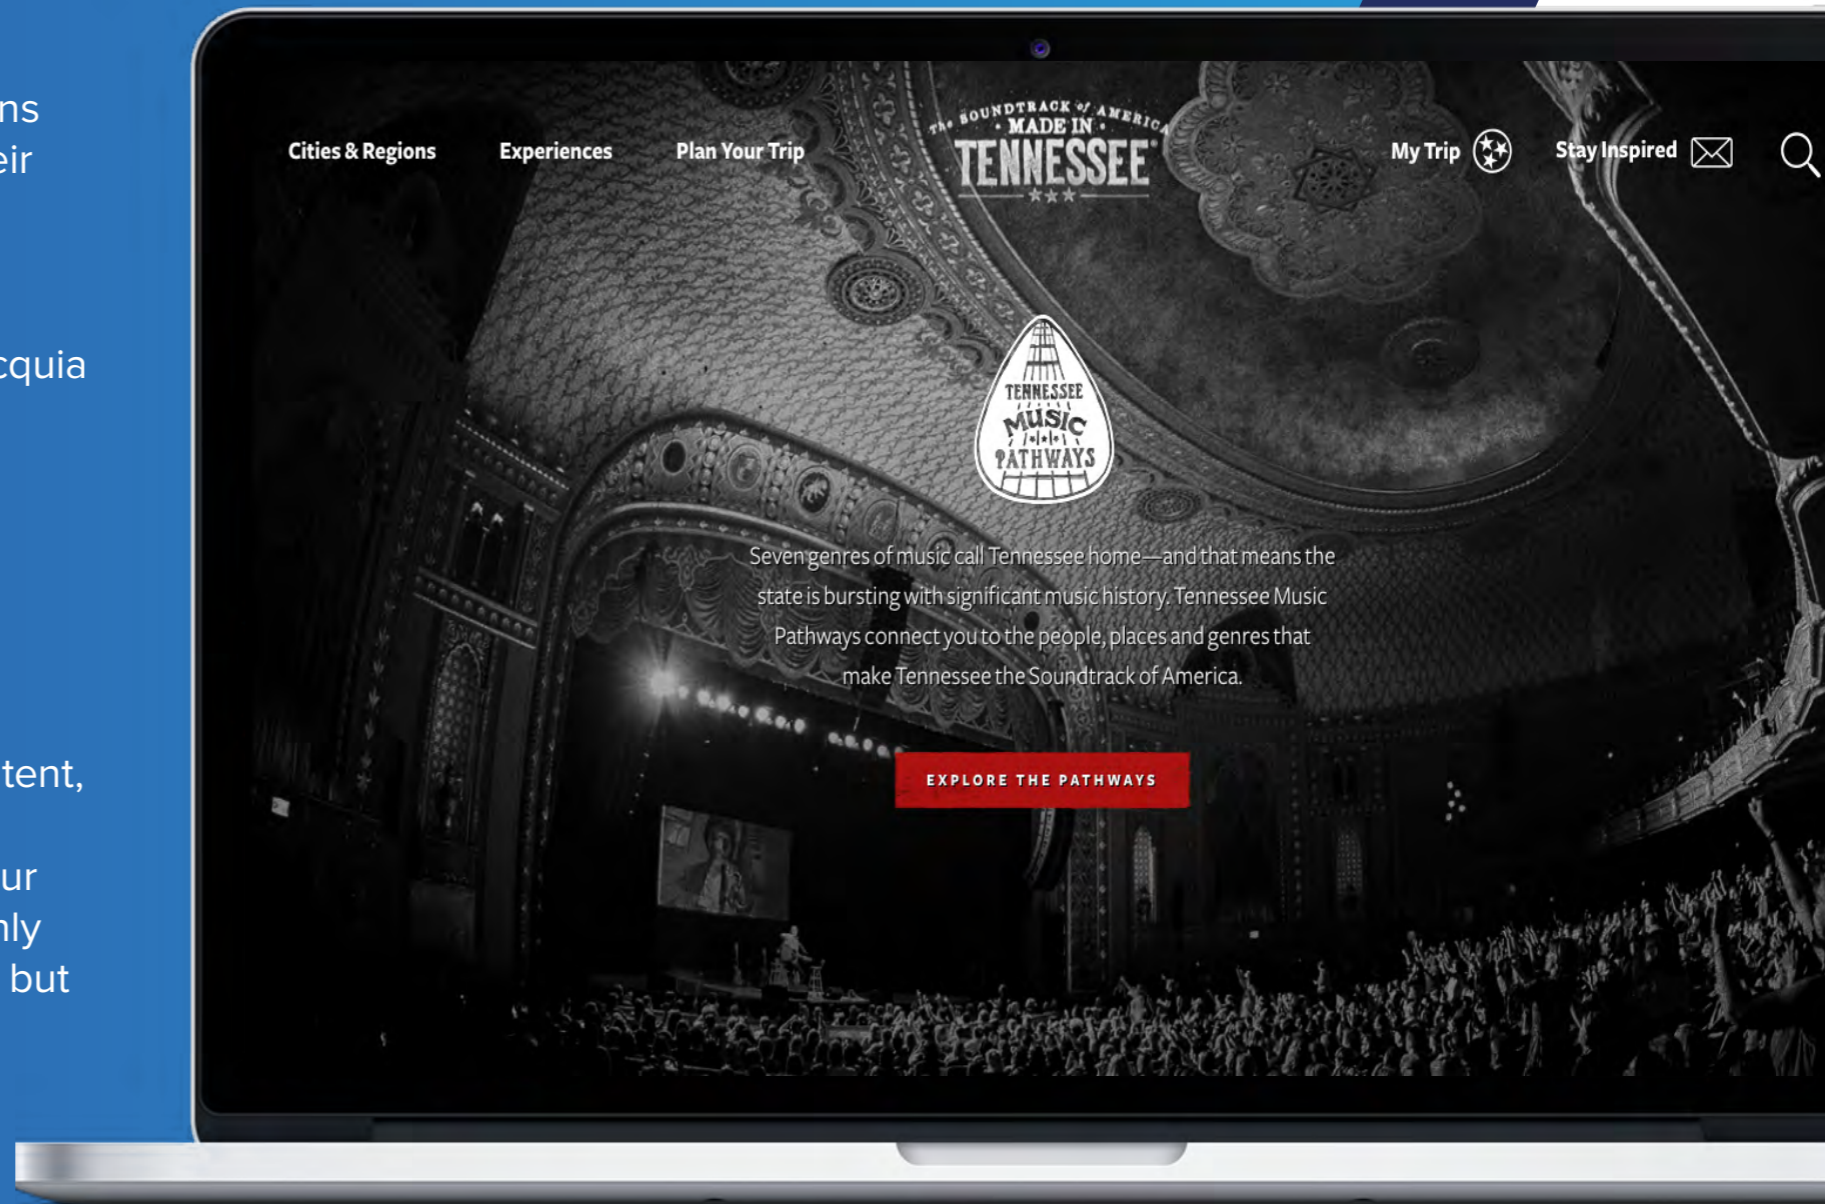 ns
eir
cquia
tent,
ur
nly
but
Cities & Regions
Experiences
Plan Your Trip
The SOUNDTRACK of AMERICA
MADE IN
TENNESSEE
My Trip
Stay Inspired
TENNESSEE
MUSIC
PATHWAYS
Seven genres of music call Tennessee home—and that means the
state is bursting with significant music history. Tennessee Music
Pathways connect you to the people, places and genres that
make Tennessee the Soundtrack of America.
EXPLORE THE PATHWAYS